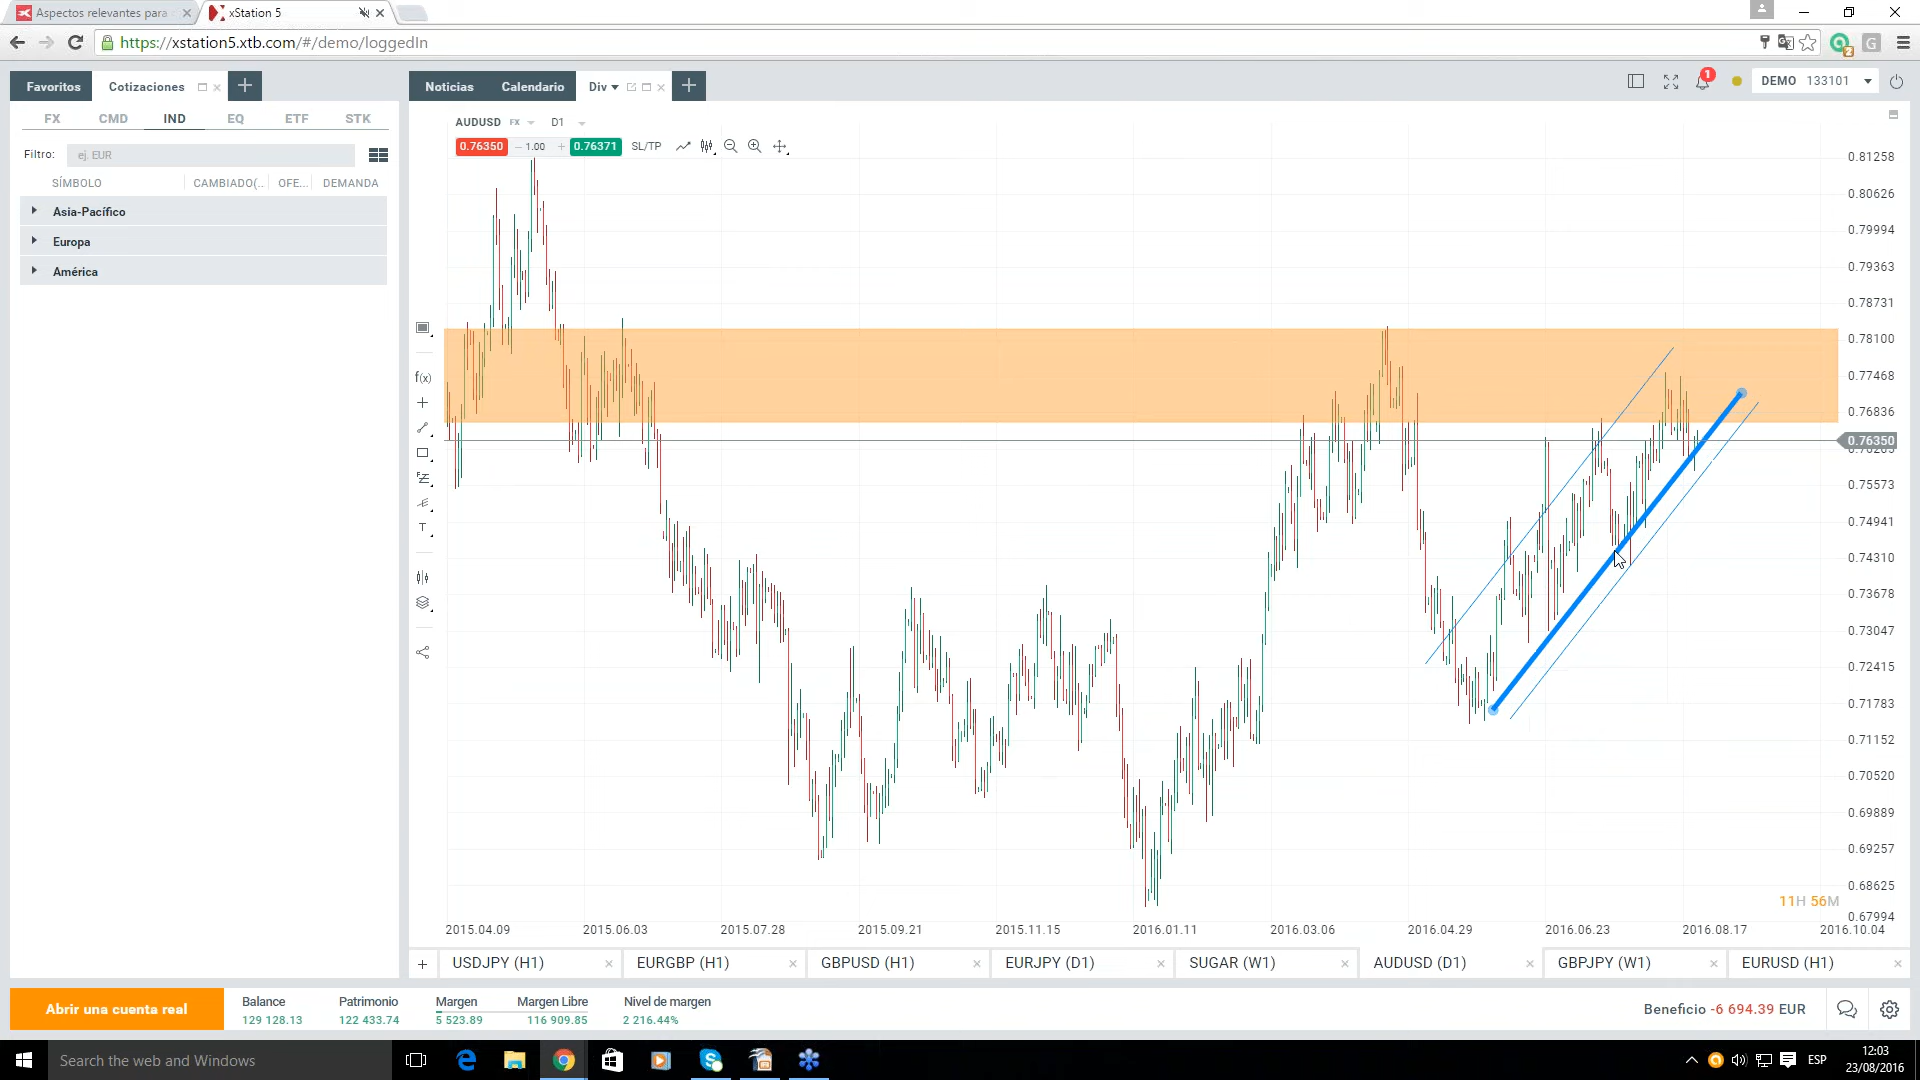 Aspectos relevantes para
xStation 5
https://xstation5.xtb.com/#/demo/loggedIn
2
G
Favoritos
Cotizaciones
Noticias
Calendario
Div
1
DEMO 133101
FX CMD IND EQ ETF STK
Filtro: ej. EUR
SÍMBOLO CAMBIADO(.. OFE... DEMANDA
Asia-Pacífico
Europa
América
AUDUSD FX D1
0.76350 – 1.00 + 0.76371 SL/TP
f(x)
T
0.81258
0.80626
0.79994
0.79363
0.78731
0.78100
0.77468
0.76836
0.76350
0.75573
0.74941
0.74310
0.73678
0.73047
0.72415
0.71783
0.71152
0.70520
0.69889
0.69257
0.68625
0.67994
11H 56M
2015.04.09 2015.06.03 2015.07.28 2015.09.21 2015.11.15 2016.01.11 2016.03.06 2016.04.29 2016.06.23 2016.08.17 2016.10.04
USDJPY (H1) EURGBP (H1) GBPUSD (H1) EURJPY (D1) SUGAR (W1) AUDUSD (D1) GBPJPY (W1) EURUSD (H1)
Abrir una cuenta real
Balance Patrimonio Margen Margen Libre Nivel de margen
129 128.13 122 433.74 5 523.89 116 909.85 2 216.44%
Beneficio -6 694.39 EUR
Search the web and Windows
ESP
12:03
23/08/2016